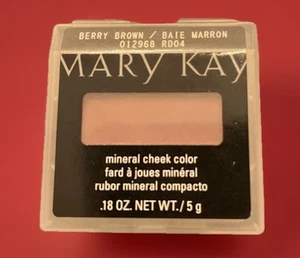 BERRY BROWN / BAIE MARRON
012968 RD04
MARY KAY
mineral cheek color
fard à joues minéral
rubor mineral compacto
.18 OZ. NET WT./ 5 g